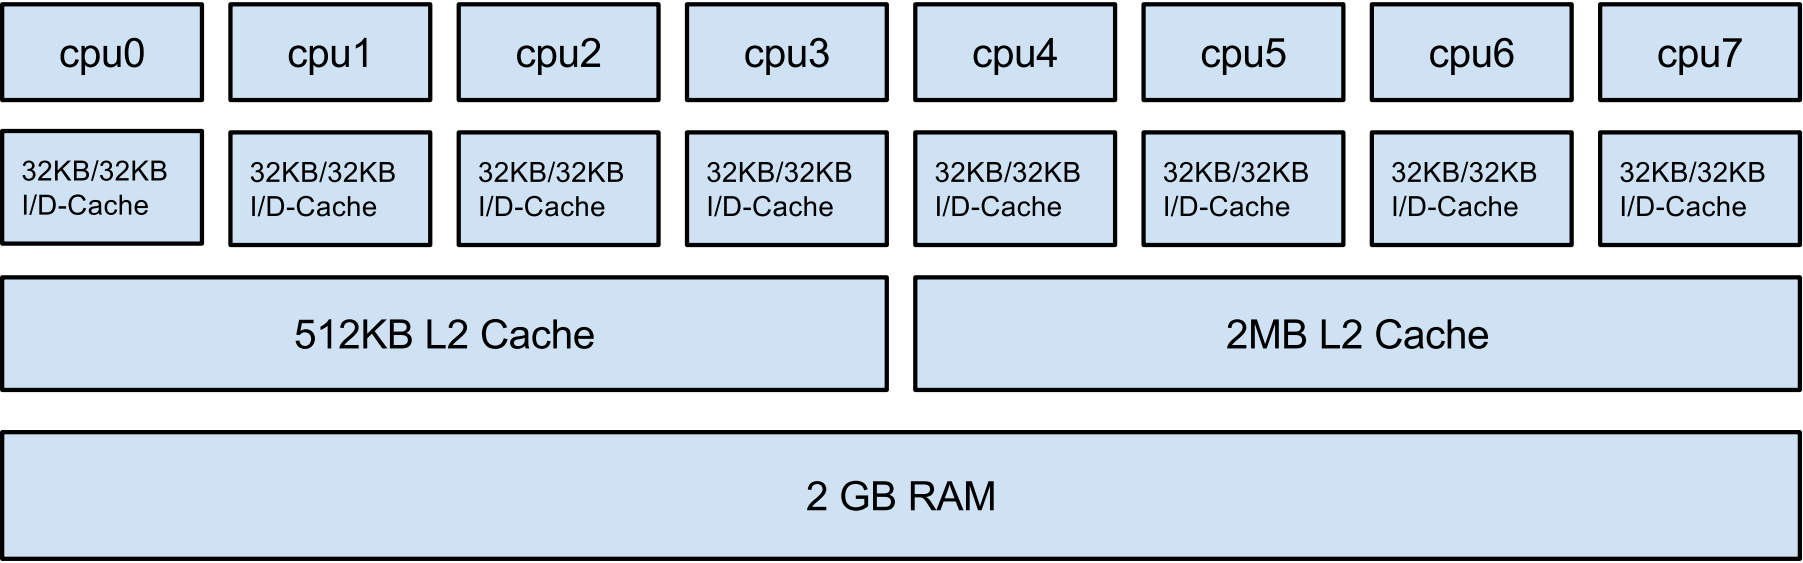 cpu0
cpu1
cpu2
cpu3
cpu4
cpu5
cpu6
cpu7
32KB/32KB
I/D-Cache
32KB/32KB
I/D-Cache
32KB/32KB
I/D-Cache
32KB/32KB
I/D-Cache
32KB/32KB
I/D-Cache
32KB/32KB
I/D-Cache
32KB/32KB
I/D-Cache
32KB/32KB
I/D-Cache
512KB L2 Cache
2MB L2 Cache
2 GB RAM